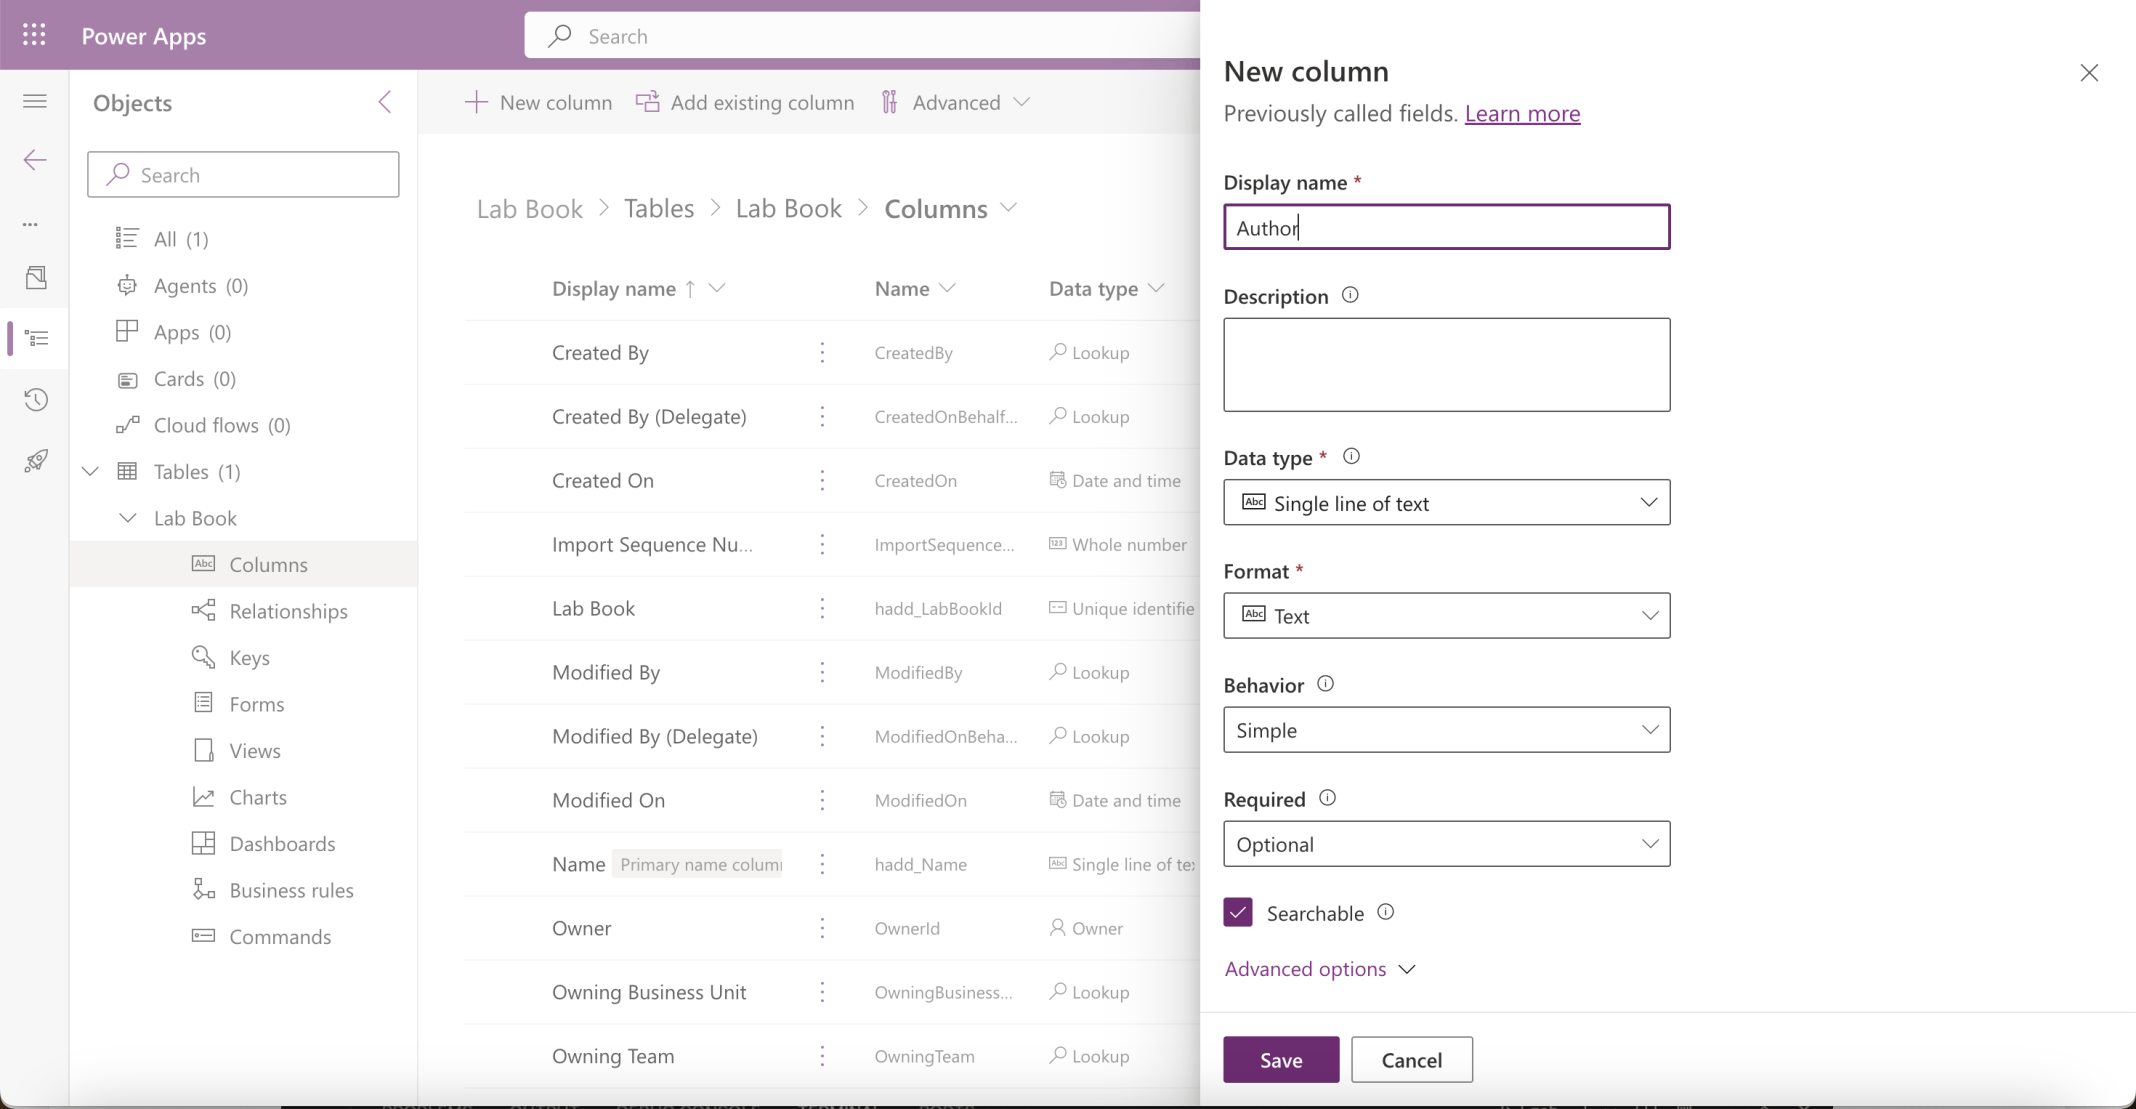 Power Apps
Search
Objects
Search
All (1)
Agents (0)
Apps (0)
Cards (0)
Cloud flows (0)
Tables (1)
Lab Book
Columns
Relationships
Keys
Forms
Views
Charts
Dashboards
Business rules
Commands
New column
Add existing column
Advanced
Lab Book > Tables > Lab Book > Columns
Display name ↑ Name Data type
Created By CreatedBy Lookup
Created By (Delegate) CreatedOnBehalf... Lookup
Created On CreatedOn Date and time
Import Sequence Nu... ImportSequence... Whole number
Lab Book hadd_LabBookId Unique identifie
Modified By ModifiedBy Lookup
Modified By (Delegate) ModifiedOnBeha... Lookup
Modified On ModifiedOn Date and time
Name Primary name colum hadd_Name Abc Single line of te
Owner OwnerId Owner
Owning Business Unit OwningBusiness... Lookup
Owning Team OwningTeam Lookup
New column
Previously called fields. Learn more
Display name *
Author
Description
Data type *
Abc Single line of text
Format *
Abc Text
Behavior
Simple
Required
Optional
Searchable
Advanced options
Save
Cancel